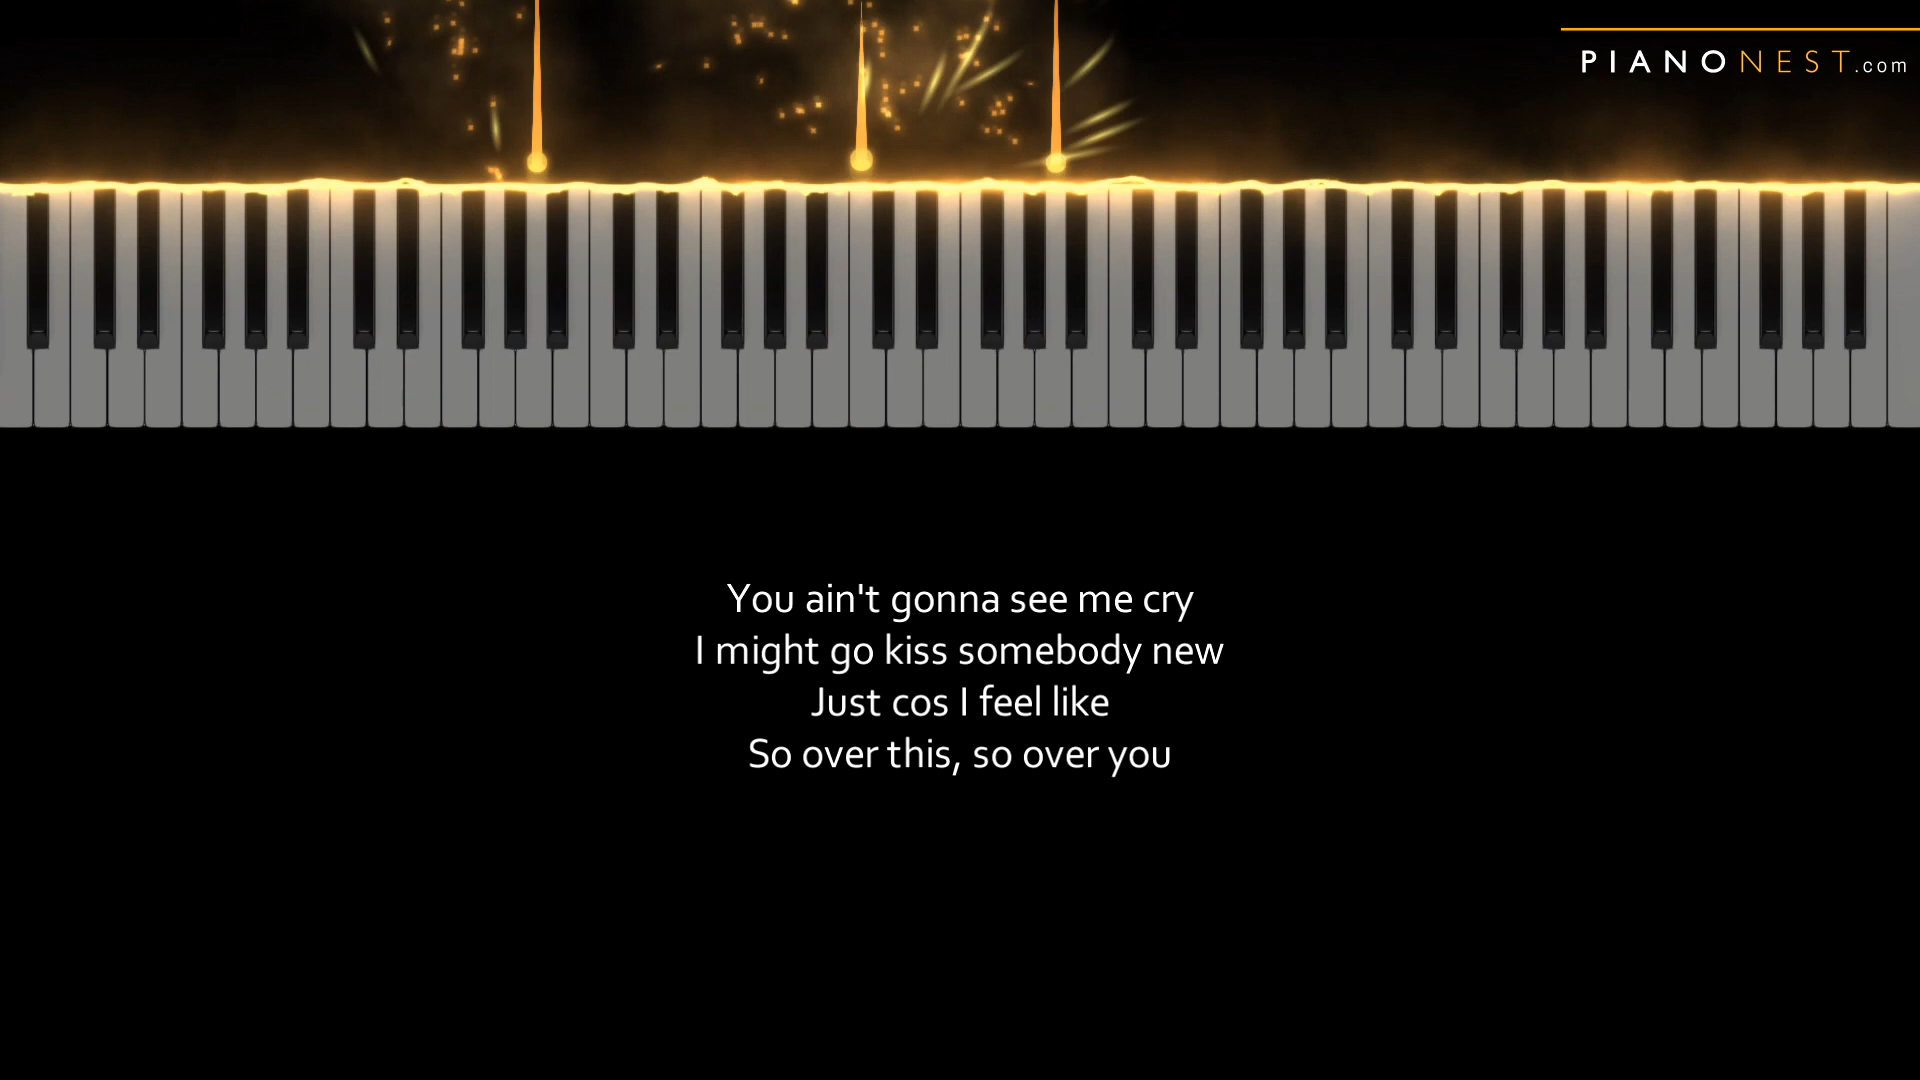 PIANONEST.com
You ain't gonna see me cry
I might go kiss somebody new
Just cos I feel like
So over this, so over you